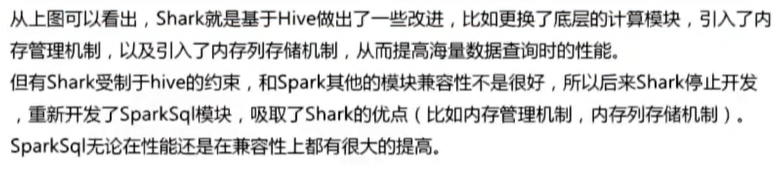 从上图可以看出，Shark就是基于Hive做出了一些改进，比如更换了底层的计算模块，引入了内
存管理机制，以及引入了内存列存储机制，从而提高海量数据查询时的性能。
但有Shark受制于hive的约束，和Spark其他的模块兼容性不是很好，所以后来Shark停止开发
，重新开发了SparkSql模块，吸取了Shark的优点（比如内存管理机制，内存列存储机制）。
SparkSql无论在性能还是在兼容性上都有很大的提高。